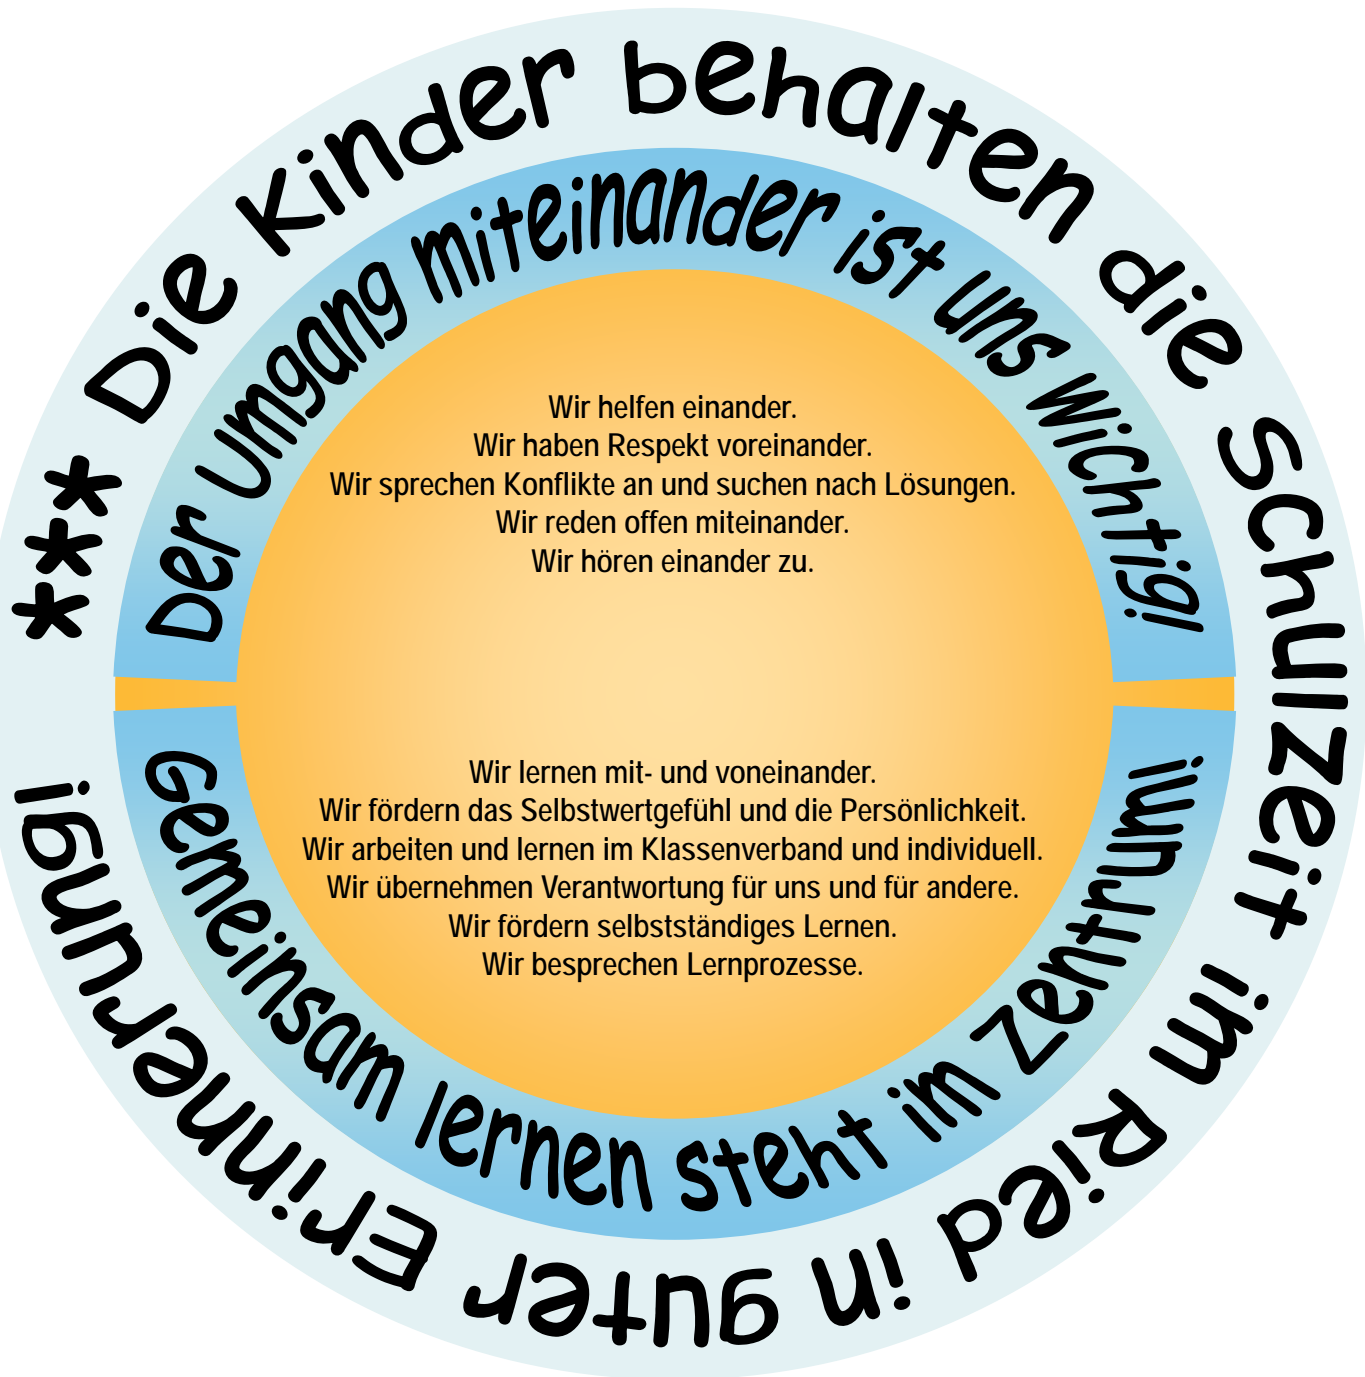 *** Die Kinder behalten die Schulzeit im Ried in guter Erinnerung!
Der Umgang miteinander ist uns wichtig!
Wir helfen einander.
Wir haben Respekt voreinander.
Wir sprechen Konflikte an und suchen nach Lösungen.
Wir reden offen miteinander.
Wir hören einander zu.
Wir lernen mit- und voneinander.
Wir fördern das Selbstwertgefühl und die Persönlichkeit.
Wir arbeiten und lernen im Klassenverband und individuell.
Wir übernehmen Verantwortung für uns und für andere.
Wir fördern selbstständiges Lernen.
Wir besprechen Lernprozesse.
Gemeinsam lernen steht im Zentrum!